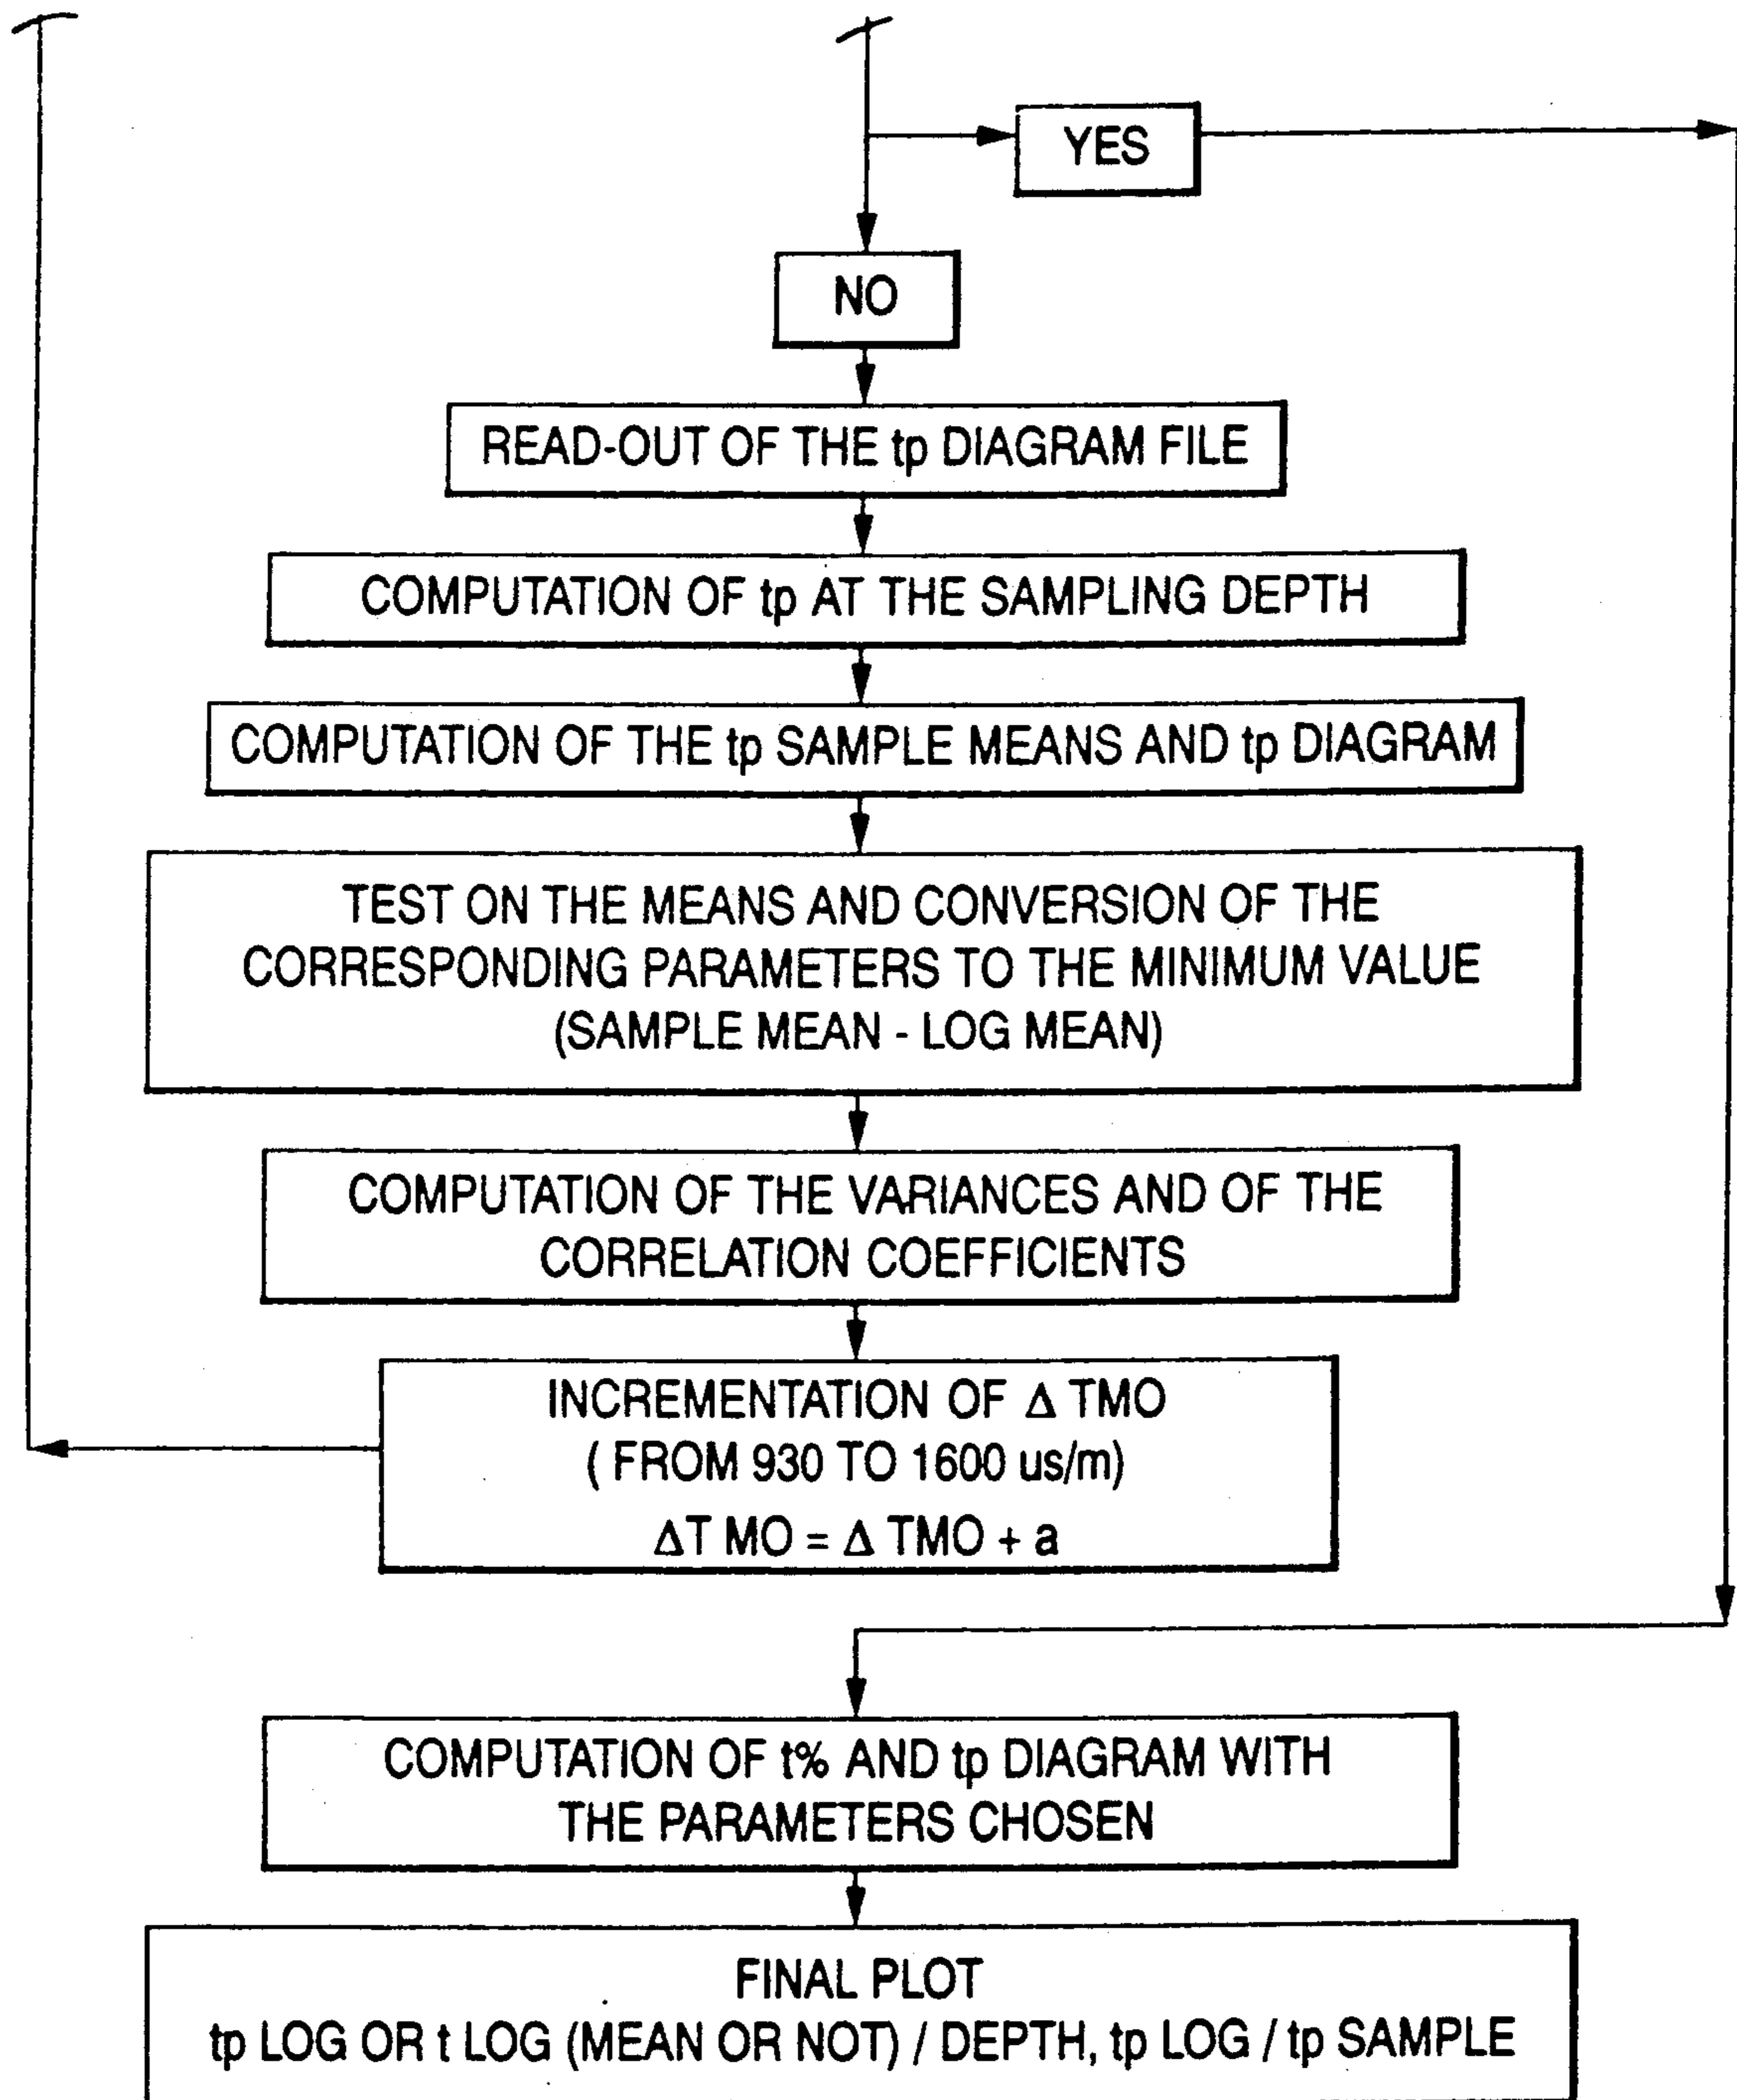 YES
NO
READ-OUT OF THE tp DIAGRAM FILE
COMPUTATION OF tp AT THE SAMPLING DEPTH
COMPUTATION OF THE tp SAMPLE MEANS AND tp DIAGRAM
TEST ON THE MEANS AND CONVERSION OF THE
CORRESPONDING PARAMETERS TO THE MINIMUM VALUE
(SAMPLE MEAN - LOG MEAN)
COMPUTATION OF THE VARIANCES AND OF THE
CORRELATION COEFFICIENTS
INCREMENTATION OF Δ TMO
( FROM 930 TO 1600 us/m)
ΔT MO = Δ TMO + a
COMPUTATION OF t% AND tp DIAGRAM WITH
THE PARAMETERS CHOSEN
FINAL PLOT
tp LOG OR t LOG (MEAN OR NOT) / DEPTH, tp LOG / tp SAMPLE